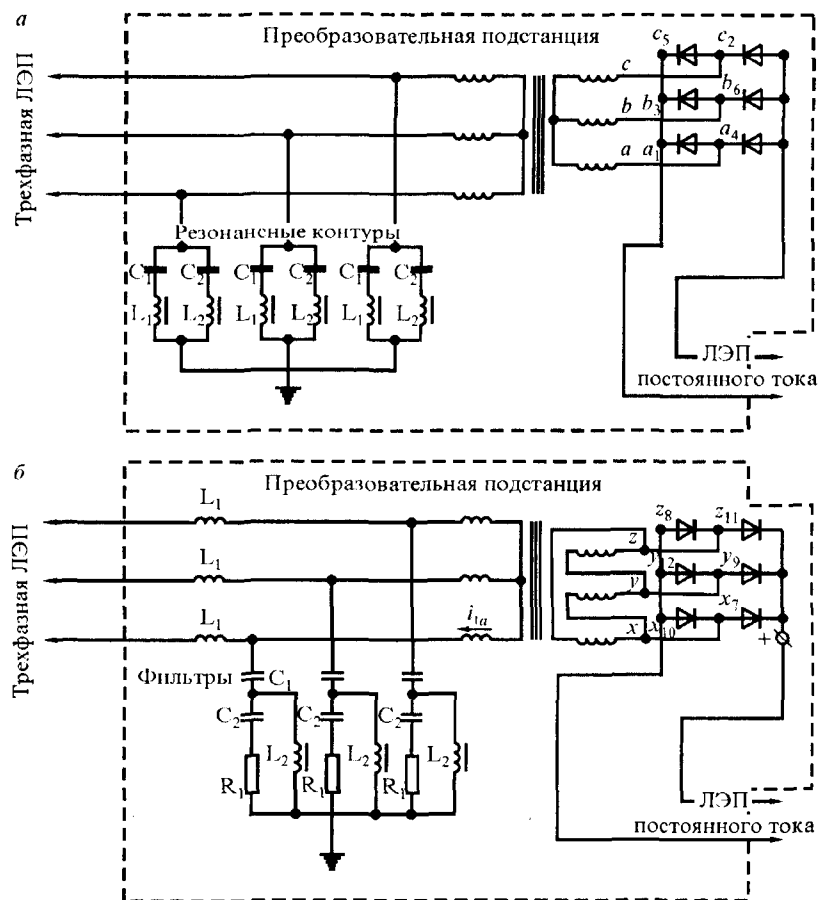 а
Преобразовательная подстанция
c₅ c₂
c
b b₃ b₆
a a₁ a₄
Трехфазная ЛЭП
Резонансные контуры
C₁ C₂ C₁ C₂ C₁ C₂
L₁ L₂ L₁ L₂ L₁ L₂
ЛЭП
постоянного тока
б
Преобразовательная подстанция
L₁
z₈ z₁₁
z
L₁
y y₁₂ y₉
L₁
i₁ₐ
x x₁₀ x₇
+
Трехфазная ЛЭП
Фильтры C₁
C₂ C₂ C₂
L₂ L₂ L₂
R₁ R₁ R₁
ЛЭП
постоянного тока